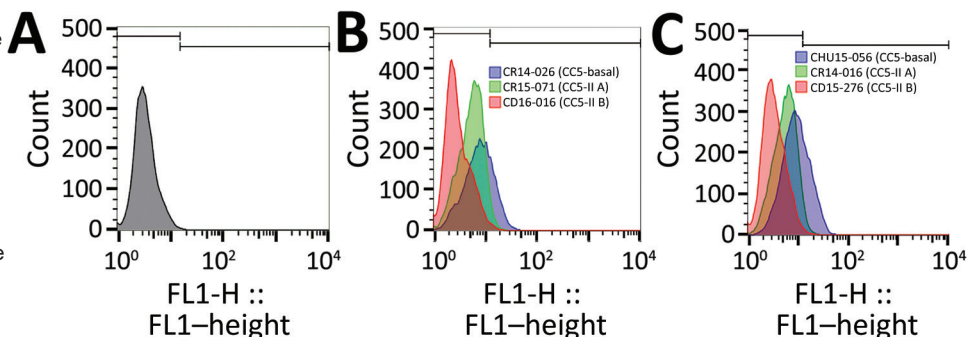 A
500
400
300
200
100
0
Count
10⁰
10²
10⁴
FL1-H ::
FL1–height
B
500
400
300
200
100
0
Count
CR14-026 (CC5-basal)
CR15-071 (CC5-II A)
CD16-016 (CC5-II B)
10⁰
10²
10⁴
FL1-H ::
FL1–height
C
500
400
300
200
100
0
Count
CHU15-056 (CC5-basal)
CR14-016 (CC5-II A)
CD15-276 (CC5-II B)
10⁰
10²
10⁴
FL1-H ::
FL1–height